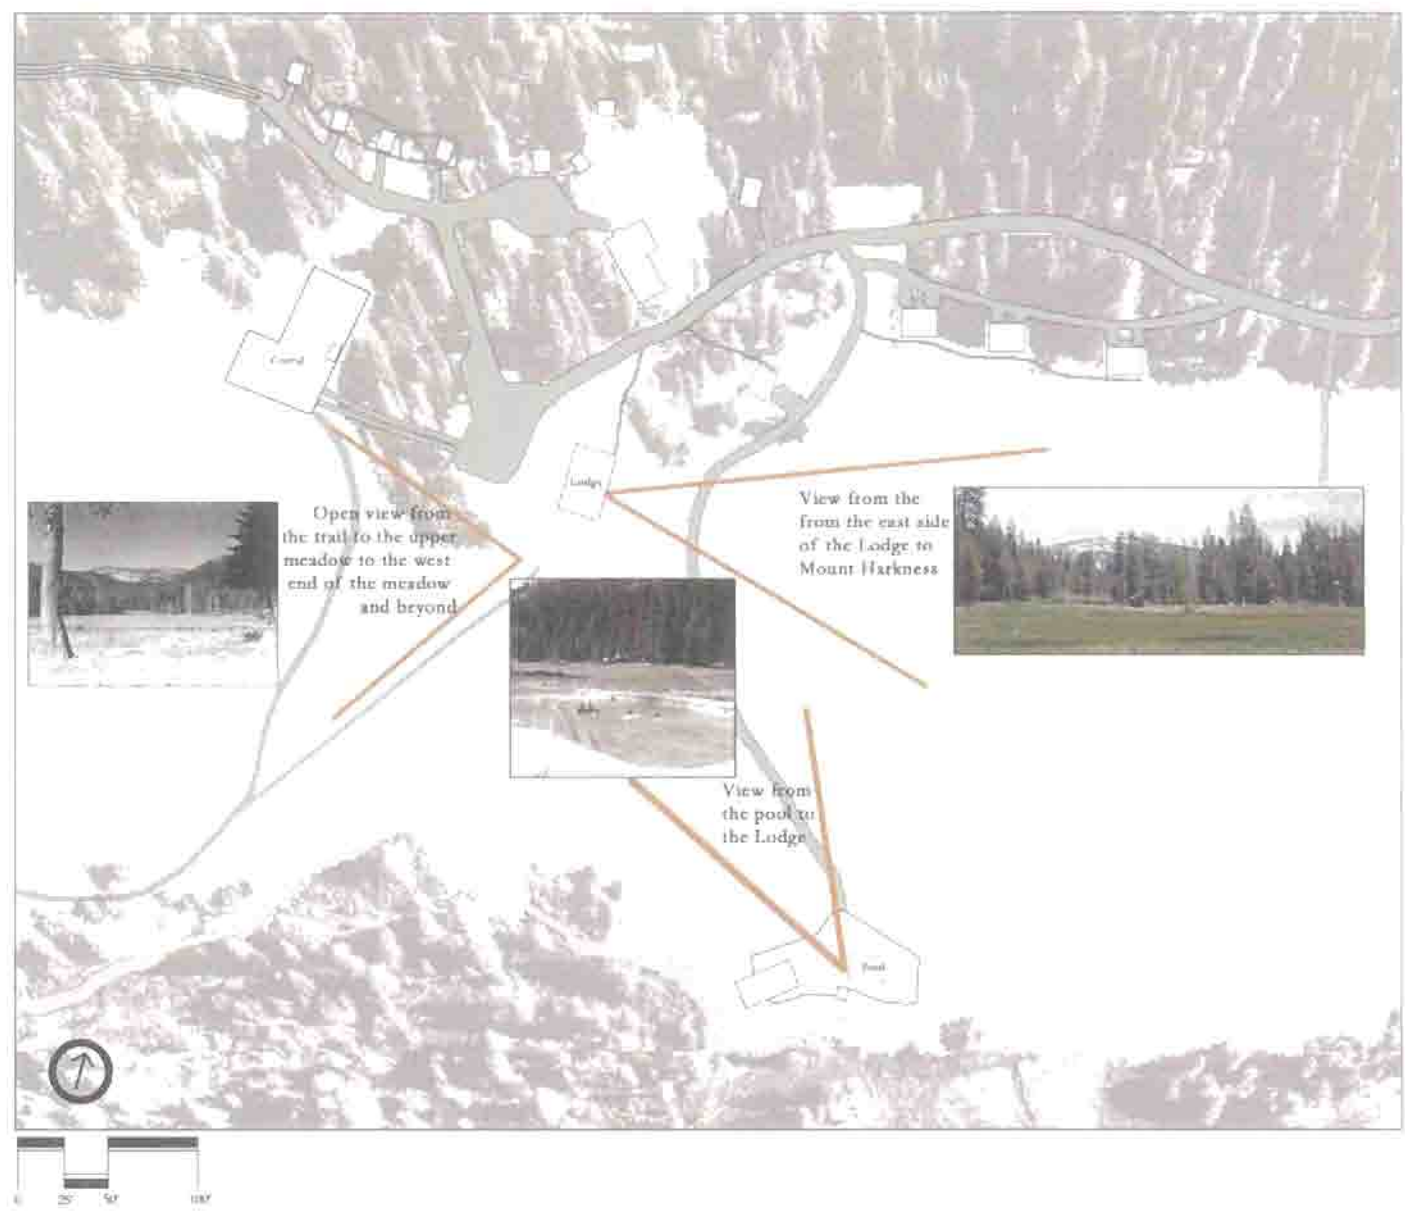 Corral
Lodge
Open view from
the trail to the upper
meadow to the west
end of the meadow
and beyond
View from the
from the east side
of the Lodge to
Mount Harkness
View from
the pool to
the Lodge
Pool
0 25' 50' 100'